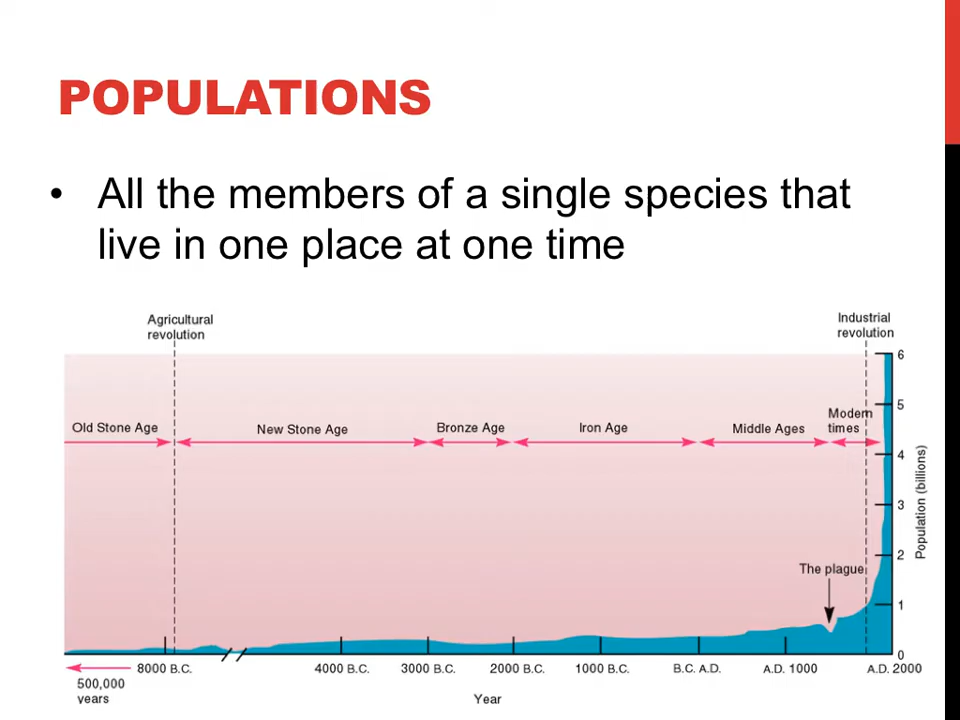 POPULATIONS
• All the members of a single species that
live in one place at one time
Agricultural
revolution
Industrial
revolution
6
5
4
3
2
1
0
Population (billions)
Old Stone Age
New Stone Age
Bronze Age
Iron Age
Middle Ages
Modern
times
The plague
8000 B.C.
4000 B.C.
3000 B.C.
2000 B.C.
1000 B.C.
B.C. A.D.
A.D. 1000
A.D. 2000
500,000
years
Year